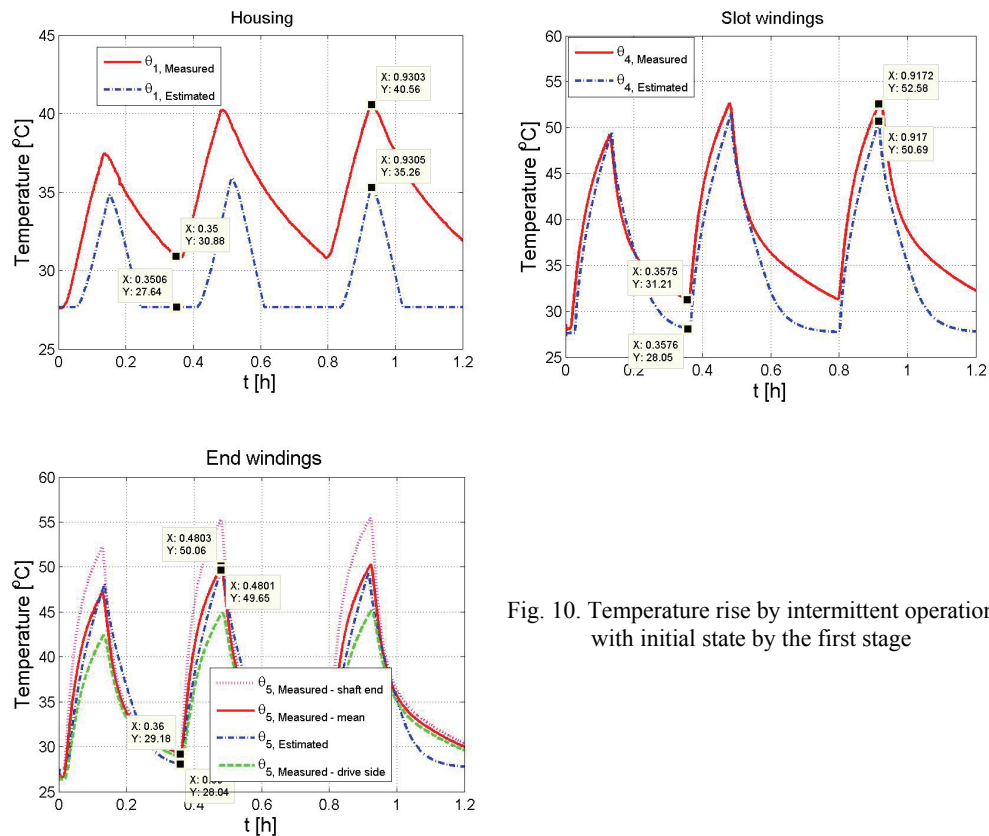 Housing
Temperature [ºC]
45
40
35
30
25
0
0.2
0.4
0.6
0.8
1
1.2
t [h]
θ1, Measured
θ1, Estimated
X: 0.9303
Y: 40.56
X: 0.9305
Y: 35.26
X: 0.35
Y: 30.88
X: 0.3506
Y: 27.64
Slot windings
Temperature [ºC]
60
55
50
45
40
35
30
25
0
0.2
0.4
0.6
0.8
1
1.2
t [h]
θ4, Measured
θ4, Estimated
X: 0.9172
Y: 52.58
X: 0.917
Y: 50.69
X: 0.3575
Y: 31.21
X: 0.3576
Y: 28.05
End windings
Temperature [ºC]
60
55
50
45
40
35
30
25
0
0.2
0.4
0.6
0.8
1
1.2
t [h]
X: 0.4803
Y: 50.06
X: 0.4801
Y: 49.65
X: 0.36
Y: 29.18
Y: 28.04
θ5, Measured - shaft end
θ5, Measured - mean
θ5, Estimated
θ5, Measured - drive side
Fig. 10. Temperature rise by intermittent operation
with initial state by the first stage